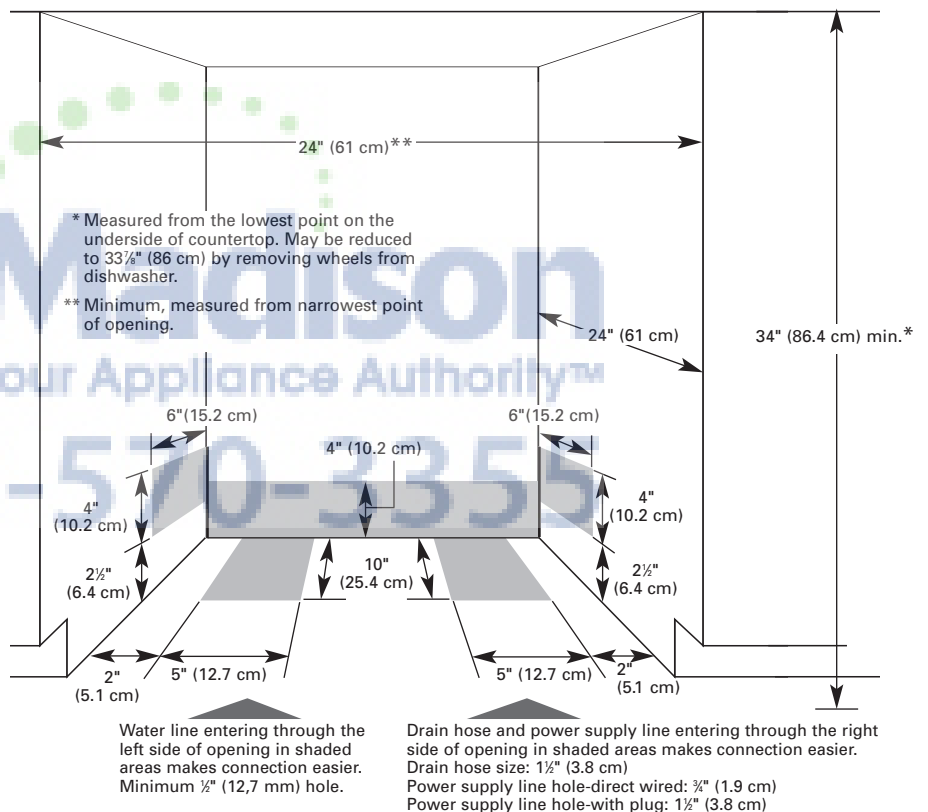 24" (61 cm)**
* Measured from the lowest point on the
underside of countertop. May be reduced
to 33⅞" (86 cm) by removing wheels from
dishwasher.
** Minimum, measured from narrowest point
of opening.
Madison
our Appliance Authority™
-570-3355
24" (61 cm)
34" (86.4 cm) min.*
6"(15.2 cm)
6"(15.2 cm)
4" (10.2 cm)
4"
(10.2 cm)
4"
(10.2 cm)
2½"
(6.4 cm)
10"
(25.4 cm)
2½"
(6.4 cm)
2"
(5.1 cm)
5" (12.7 cm)
5" (12.7 cm)
2"
(5.1 cm)
Water line entering through the
left side of opening in shaded
areas makes connection easier.
Minimum ½" (12,7 mm) hole.
Drain hose and power supply line entering through the right
side of opening in shaded areas makes connection easier.
Drain hose size: 1½" (3.8 cm)
Power supply line hole-direct wired: ¾" (1.9 cm)
Power supply line hole-with plug: 1½" (3.8 cm)